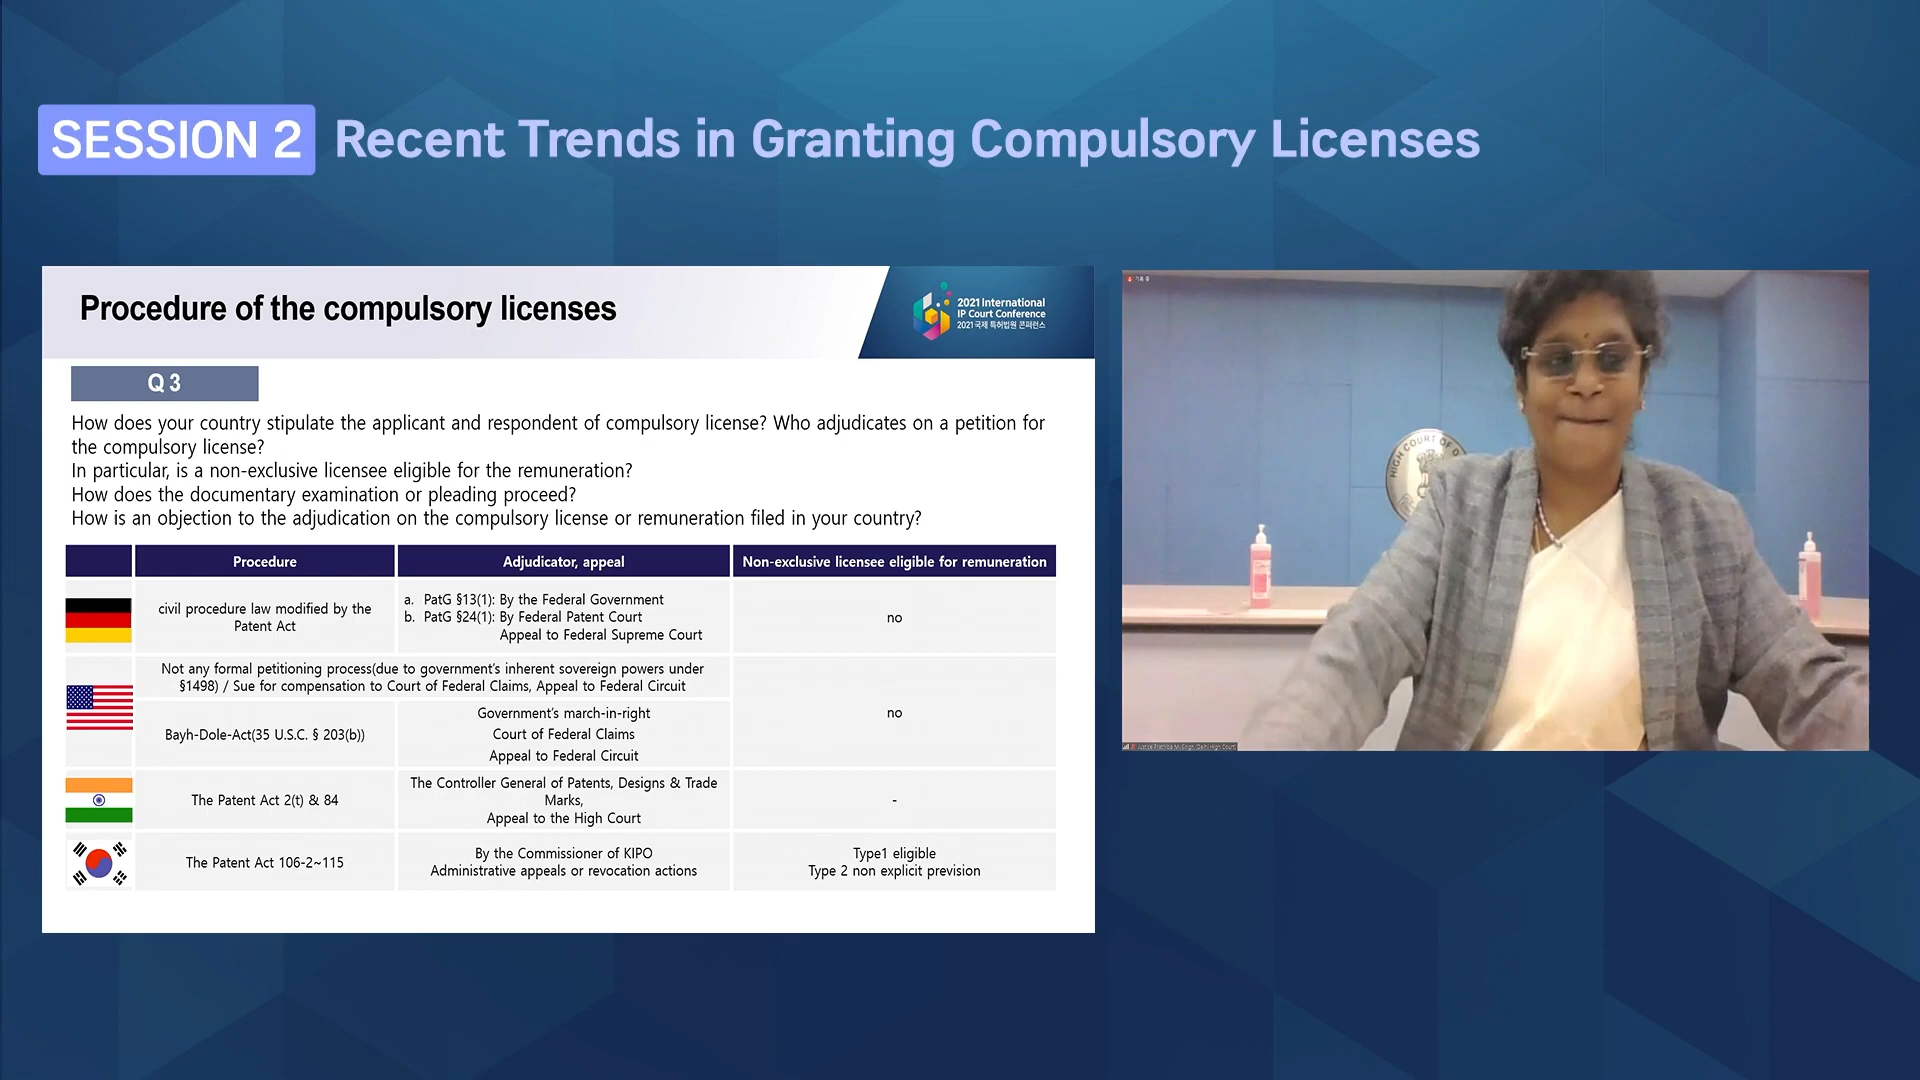 SESSION 2 Recent Trends in Granting Compulsory Licenses
Procedure of the compulsory licenses
2021 International
IP Court Conference
2021 국제 특허법원 콘퍼런스
Q 3
How does your country stipulate the applicant and respondent of compulsory license? Who adjudicates on a petition for
the compulsory license?
In particular, is a non-exclusive licensee eligible for the remuneration?
How does the documentary examination or pleading proceed?
How is an objection to the adjudication on the compulsory license or remuneration filed in your country?
Procedure Adjudicator, appeal Non-exclusive licensee eligible for remuneration
civil procedure law modified by the
Patent Act
a. PatG §13(1): By the Federal Government
b. PatG §24(1): By Federal Patent Court
Appeal to Federal Supreme Court
no
Not any formal petitioning process(due to government's inherent sovereign powers under
§1498) / Sue for compensation to Court of Federal Claims, Appeal to Federal Circuit
Bayh-Dole-Act(35 U.S.C. § 203(b))
Government's march-in-right
Court of Federal Claims
Appeal to Federal Circuit
no
The Patent Act 2(t) & 84
The Controller General of Patents, Designs & Trade
Marks,
Appeal to the High Court
-
The Patent Act 106-2~115
By the Commissioner of KIPO
Administrative appeals or revocation actions
Type1 eligible
Type 2 non explicit prevision
HIGH COURT OF
Justice Prathiba M. Singh (Delhi High Court)